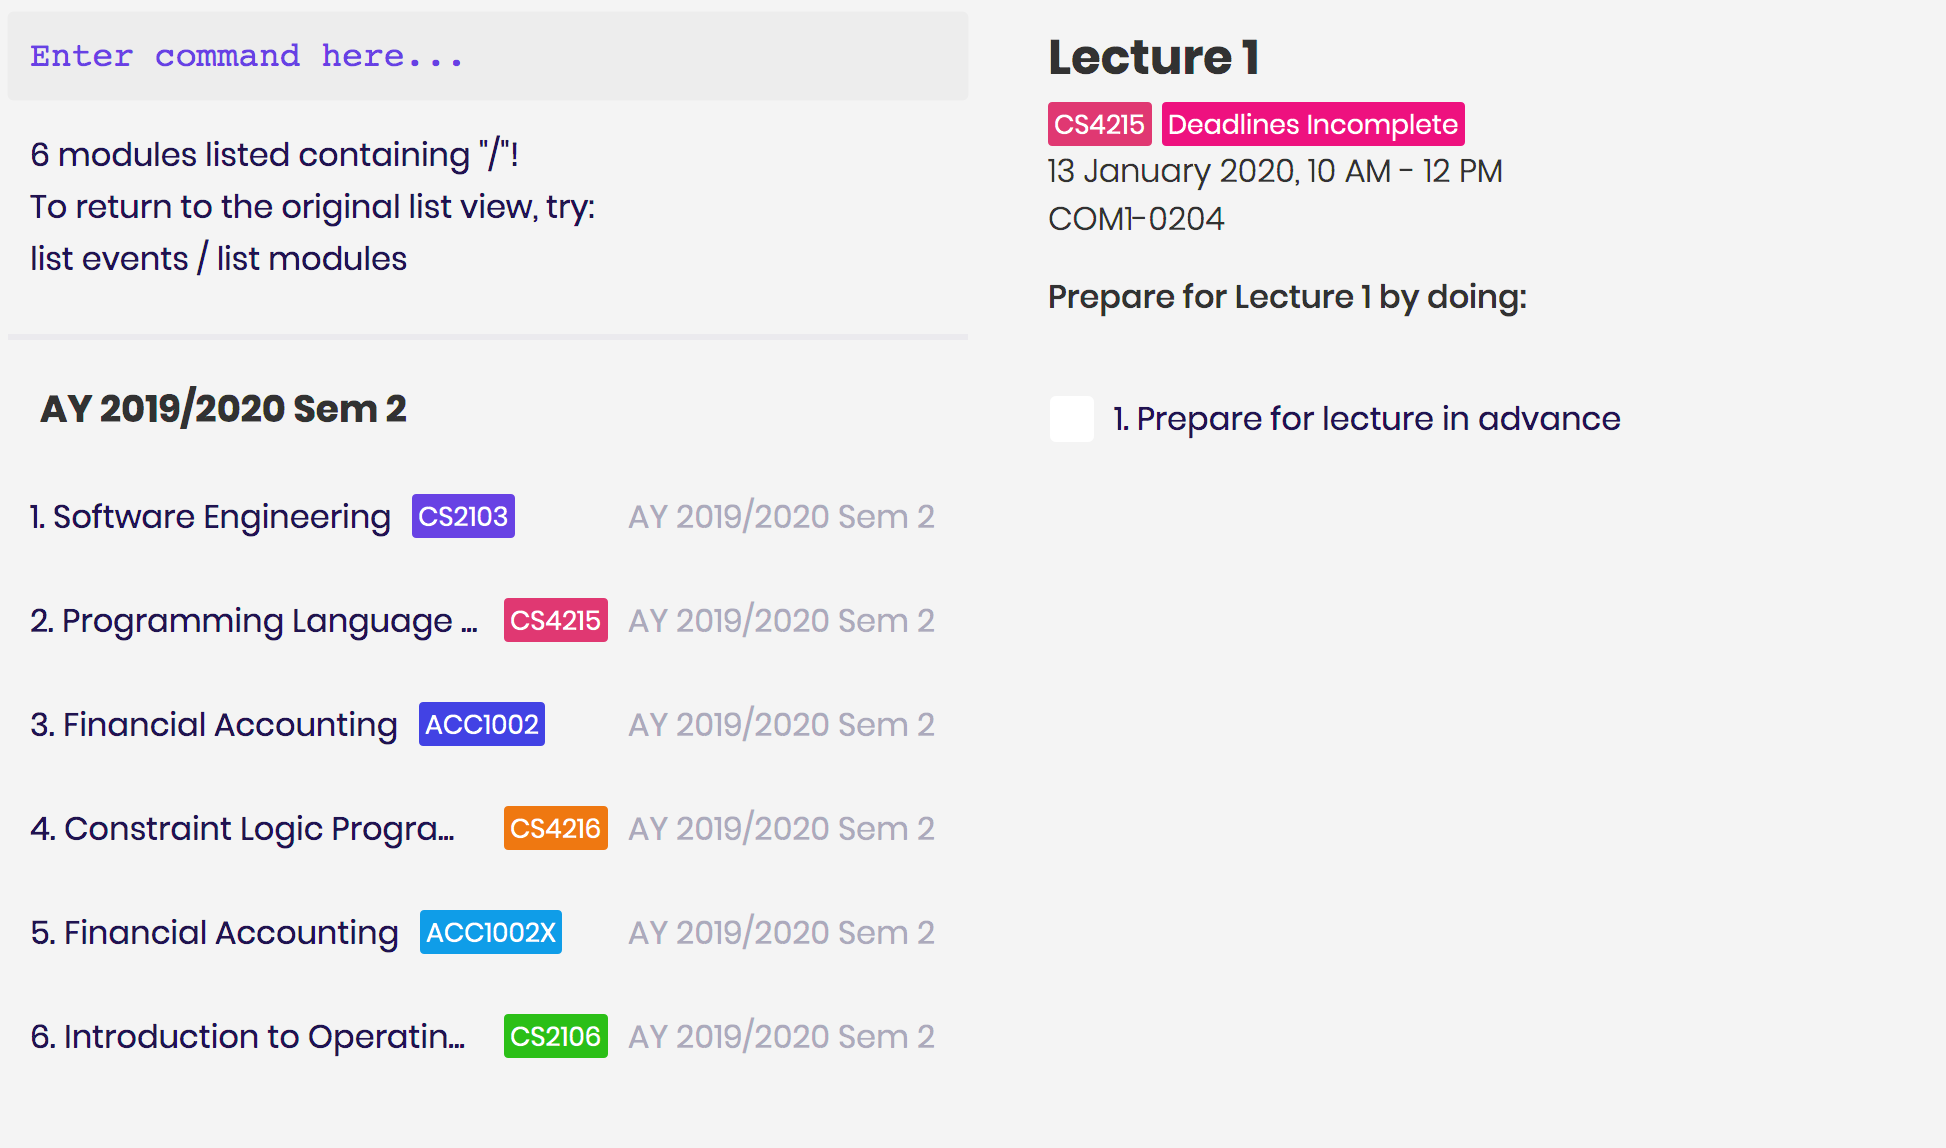 Enter command here...
6 modules listed containing "/"!
To return to the original list view, try:
list events / list modules
AY 2019/2020 Sem 2
1. Software Engineering CS2103 AY 2019/2020 Sem 2
2. Programming Language ... CS4215 AY 2019/2020 Sem 2
3. Financial Accounting ACC1002 AY 2019/2020 Sem 2
4. Constraint Logic Progra... CS4216 AY 2019/2020 Sem 2
5. Financial Accounting ACC1002X AY 2019/2020 Sem 2
6. Introduction to Operatin... CS2106 AY 2019/2020 Sem 2
Lecture 1
CS4215 Deadlines Incomplete
13 January 2020, 10 AM - 12 PM
COM1-0204
Prepare for Lecture 1 by doing:
1. Prepare for lecture in advance